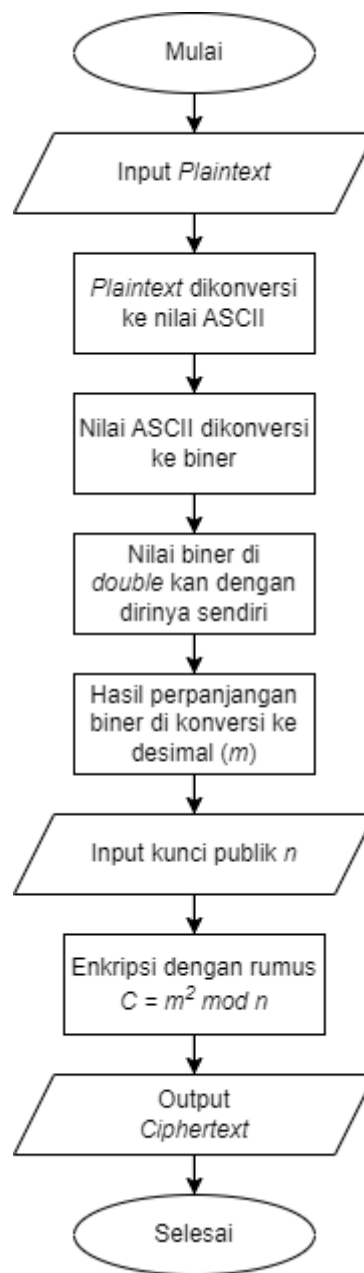 Mulai
Input Plaintext
Plaintext dikonversi
ke nilai ASCII
Nilai ASCII dikonversi
ke biner
Nilai biner di
double kan dengan
dirinya sendiri
Hasil perpanjangan
biner di konversi ke
desimal (m)
Input kunci publik n
Enkripsi dengan rumus
C = m² mod n
Output
Ciphertext
Selesai